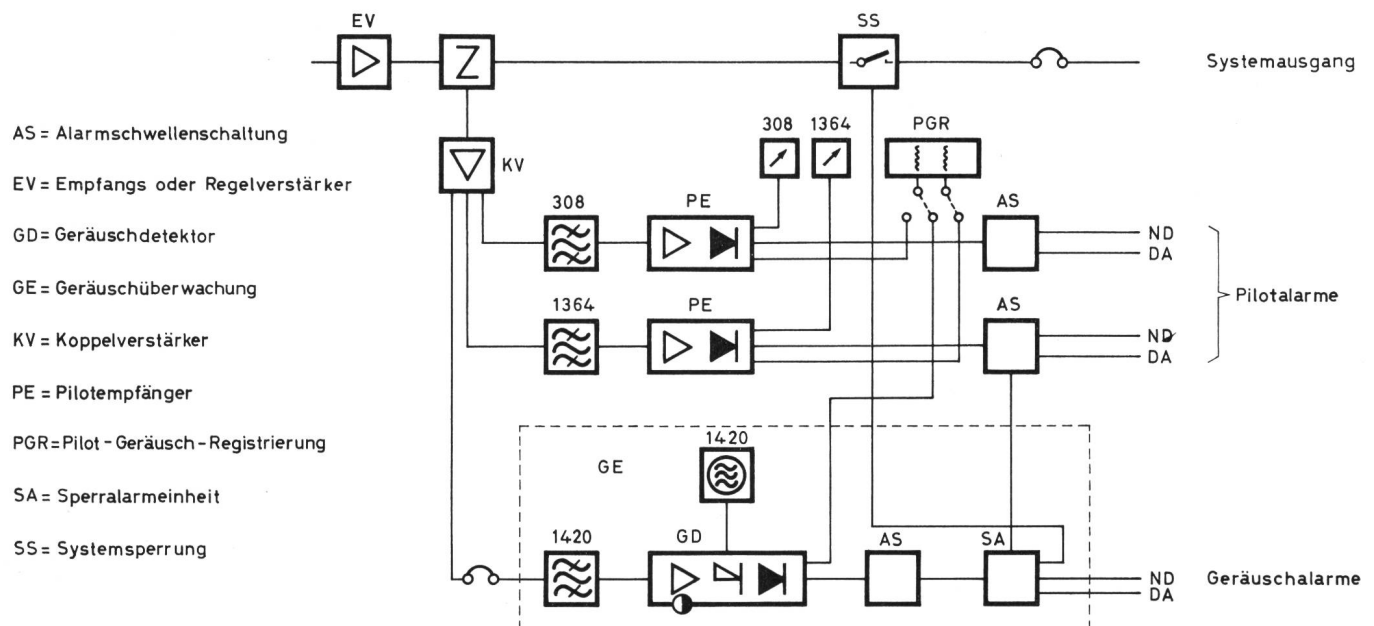 EV
SS
Z
Systemausgang
AS = Alarmschwellenschaltung
308
1364
PGR
KV
EV = Empfangs oder Regelverstärker
308
PE
AS
GD = Geräuschdetektor
ND
DA
GE = Geräuschüberwachung
1364
PE
AS
Pilotalarme
KV = Koppelverstärker
ND
DA
PE = Pilotempfänger
PGR = Pilot - Geräusch - Registrierung
1420
GE
SA = Sperralarmeinheit
SS = Systemsperrung
1420
GD
AS
SA
ND
DA
Geräuschalarme